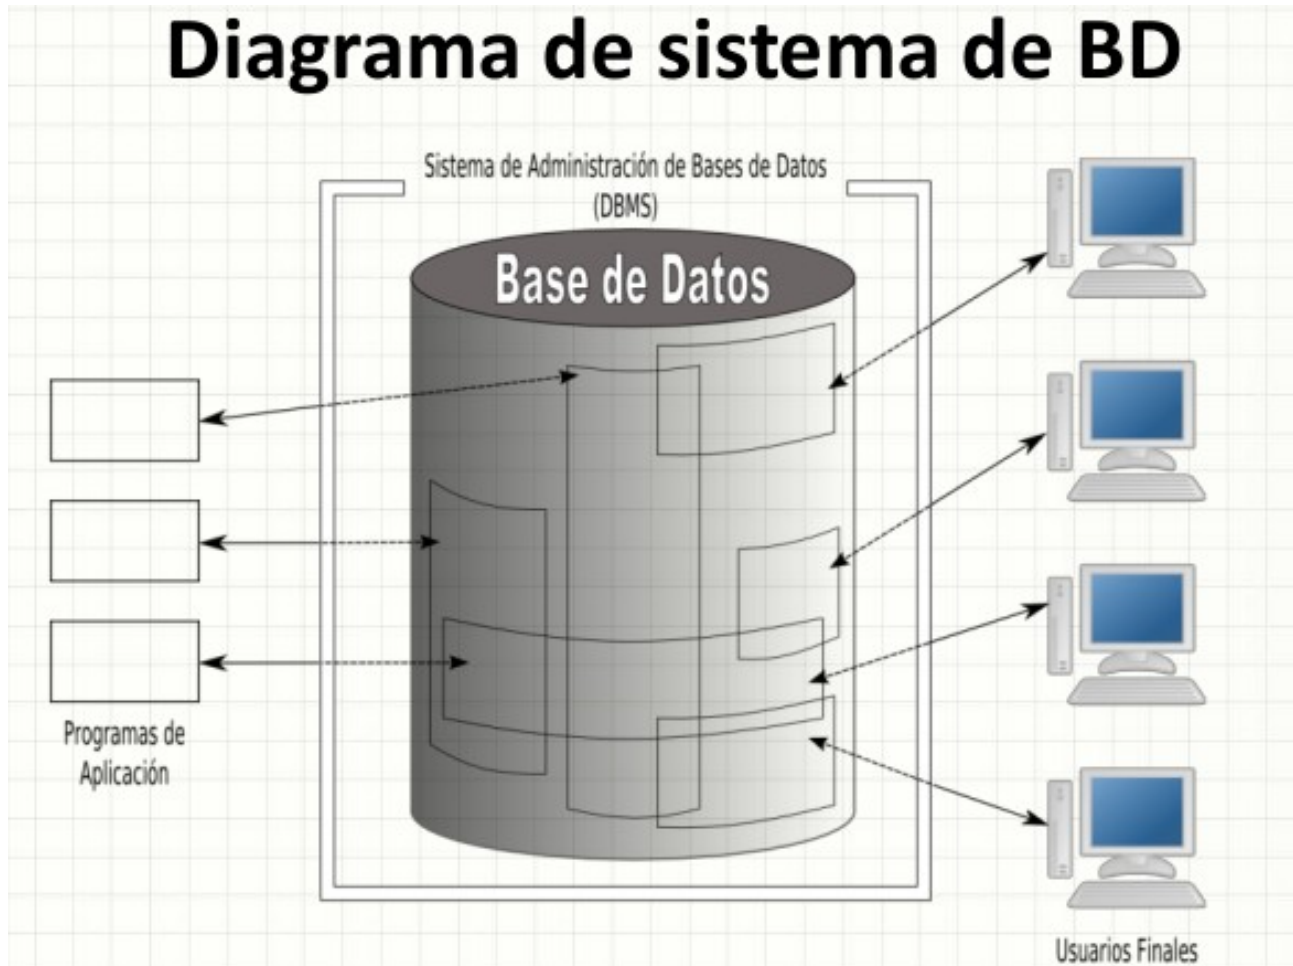 Diagrama de sistema de BD
Sistema de Administración de Bases de Datos
(DBMS)
Base de Datos
Programas de
Aplicación
Usuarios Finales